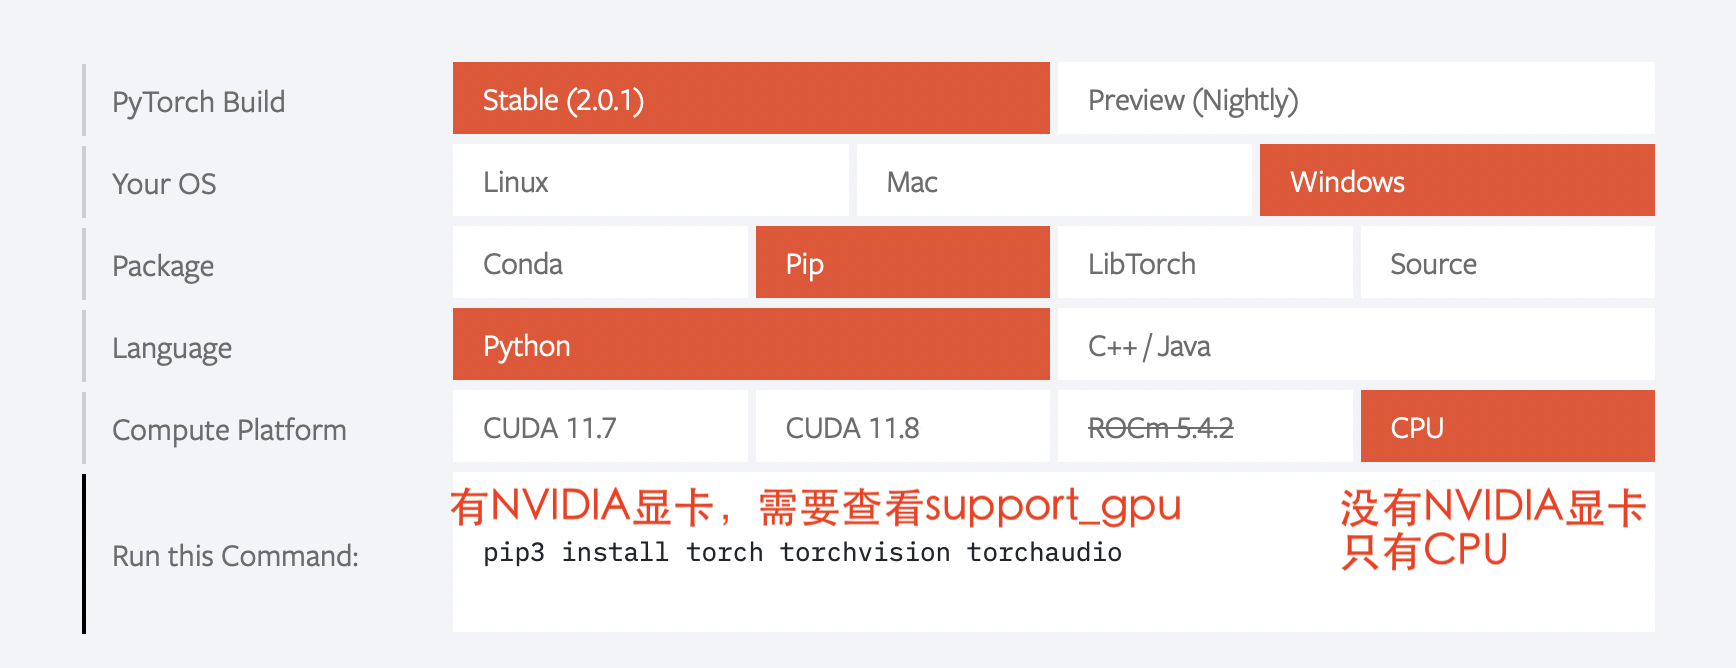 PyTorch Build
Stable (2.0.1)
Preview (Nightly)
Your OS
Linux
Mac
Windows
Package
Conda
Pip
LibTorch
Source
Language
Python
C++ / Java
Compute Platform
CUDA 11.7
CUDA 11.8
ROCm 5.4.2
CPU
有NVIDIA显卡，需要查看support_gpu
没有NVIDIA显卡
只有CPU
Run this Command:
pip3 install torch torchvision torchaudio